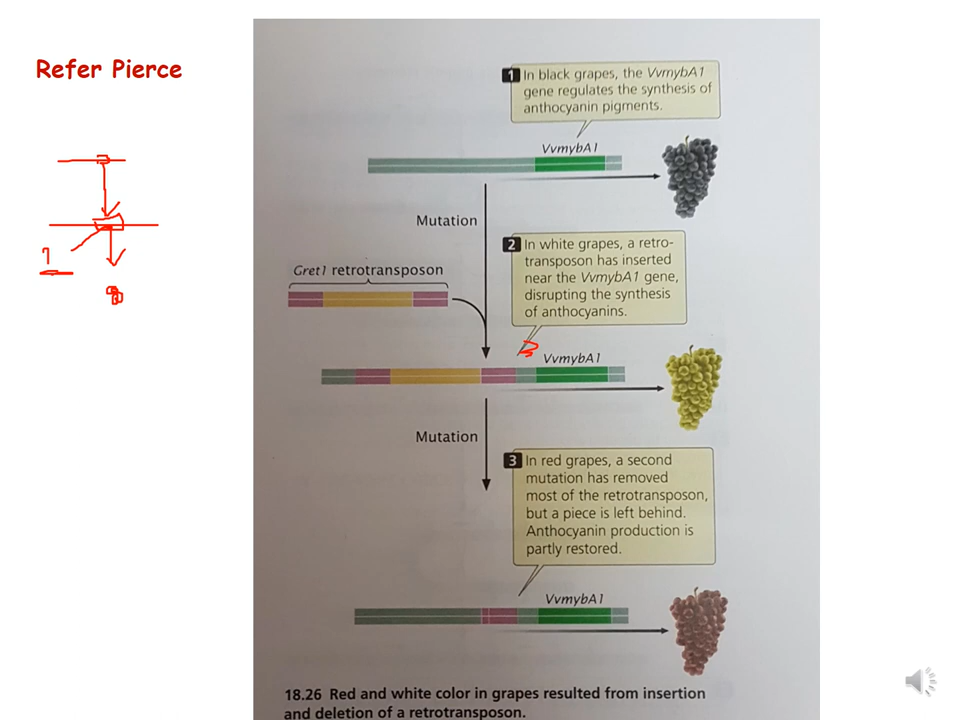 Refer Pierce
1 In black grapes, the VvmybA1
gene regulates the synthesis of
anthocyanin pigments.
VvmybA1
Mutation
2 In white grapes, a retro-
transposon has inserted
near the VvmybA1 gene,
disrupting the synthesis
of anthocyanins.
Gret1 retrotransposon
VvmybA1
Mutation
3 In red grapes, a second
mutation has removed
most of the retrotransposon,
but a piece is left behind.
Anthocyanin production is
partly restored.
VvmybA1
18.26 Red and white color in grapes resulted from insertion
and deletion of a retrotransposon.